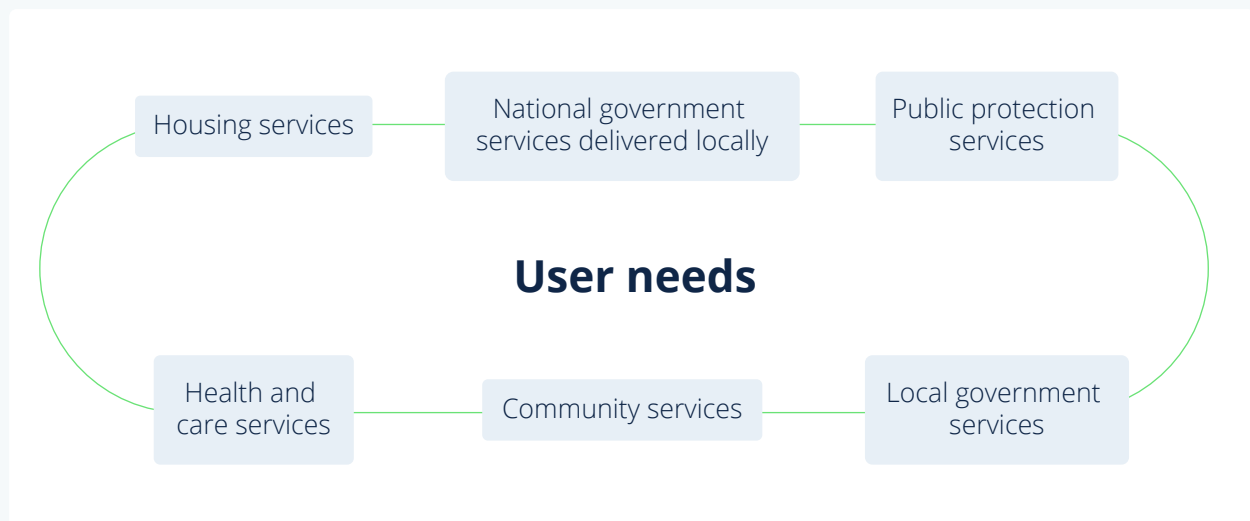 Housing services
National government
services delivered locally
Public protection
services
User needs
Health and
care services
Community services
Local government
services